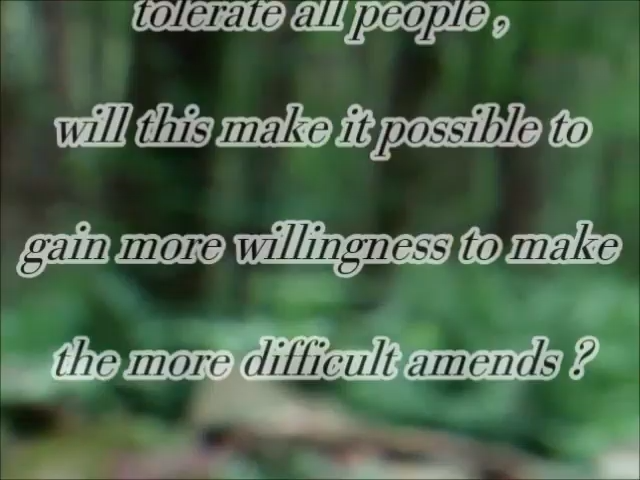 tolerate all people ,
will this make it possible to
gain more willingness to make
the more difficult amends ?